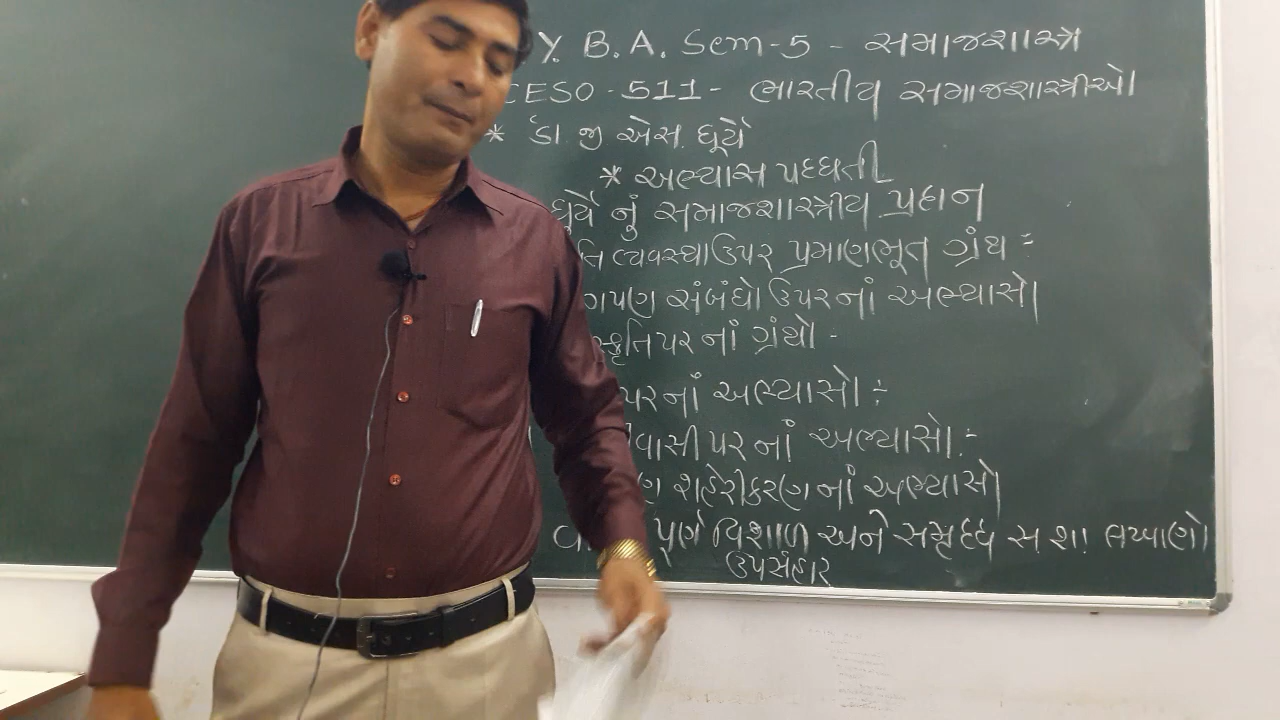 Y. B.A. Sem-5 - સમાજશાસ્ત્ર
CESO - 511 - ભારતીય સમાજશાસ્ત્રીઓ
* ડૉ. જી એસ. ઘૂર્યે
* અભ્યાસ પદ્ધતી
ઘૂર્યે નું સમાજશાસ્ત્રીય પ્રદાન
તિ વ્યવસ્થા ઉપર પ્રમાણભૂત ગ્રંથ :-
ગપણ સંબંધો ઉપરનાં અભ્યાસો
સ્કૃતિ પરનાં ગ્રંથો -
પરનાં અભ્યાસો :-
વાસી પરનાં અભ્યાસો :-
ણ શહેરીકરણનાં અભ્યાસો
પૂર્ણ વિશાળ અને સમૃદ્ધ સ.શા. લખાણો
ઉપસંહાર